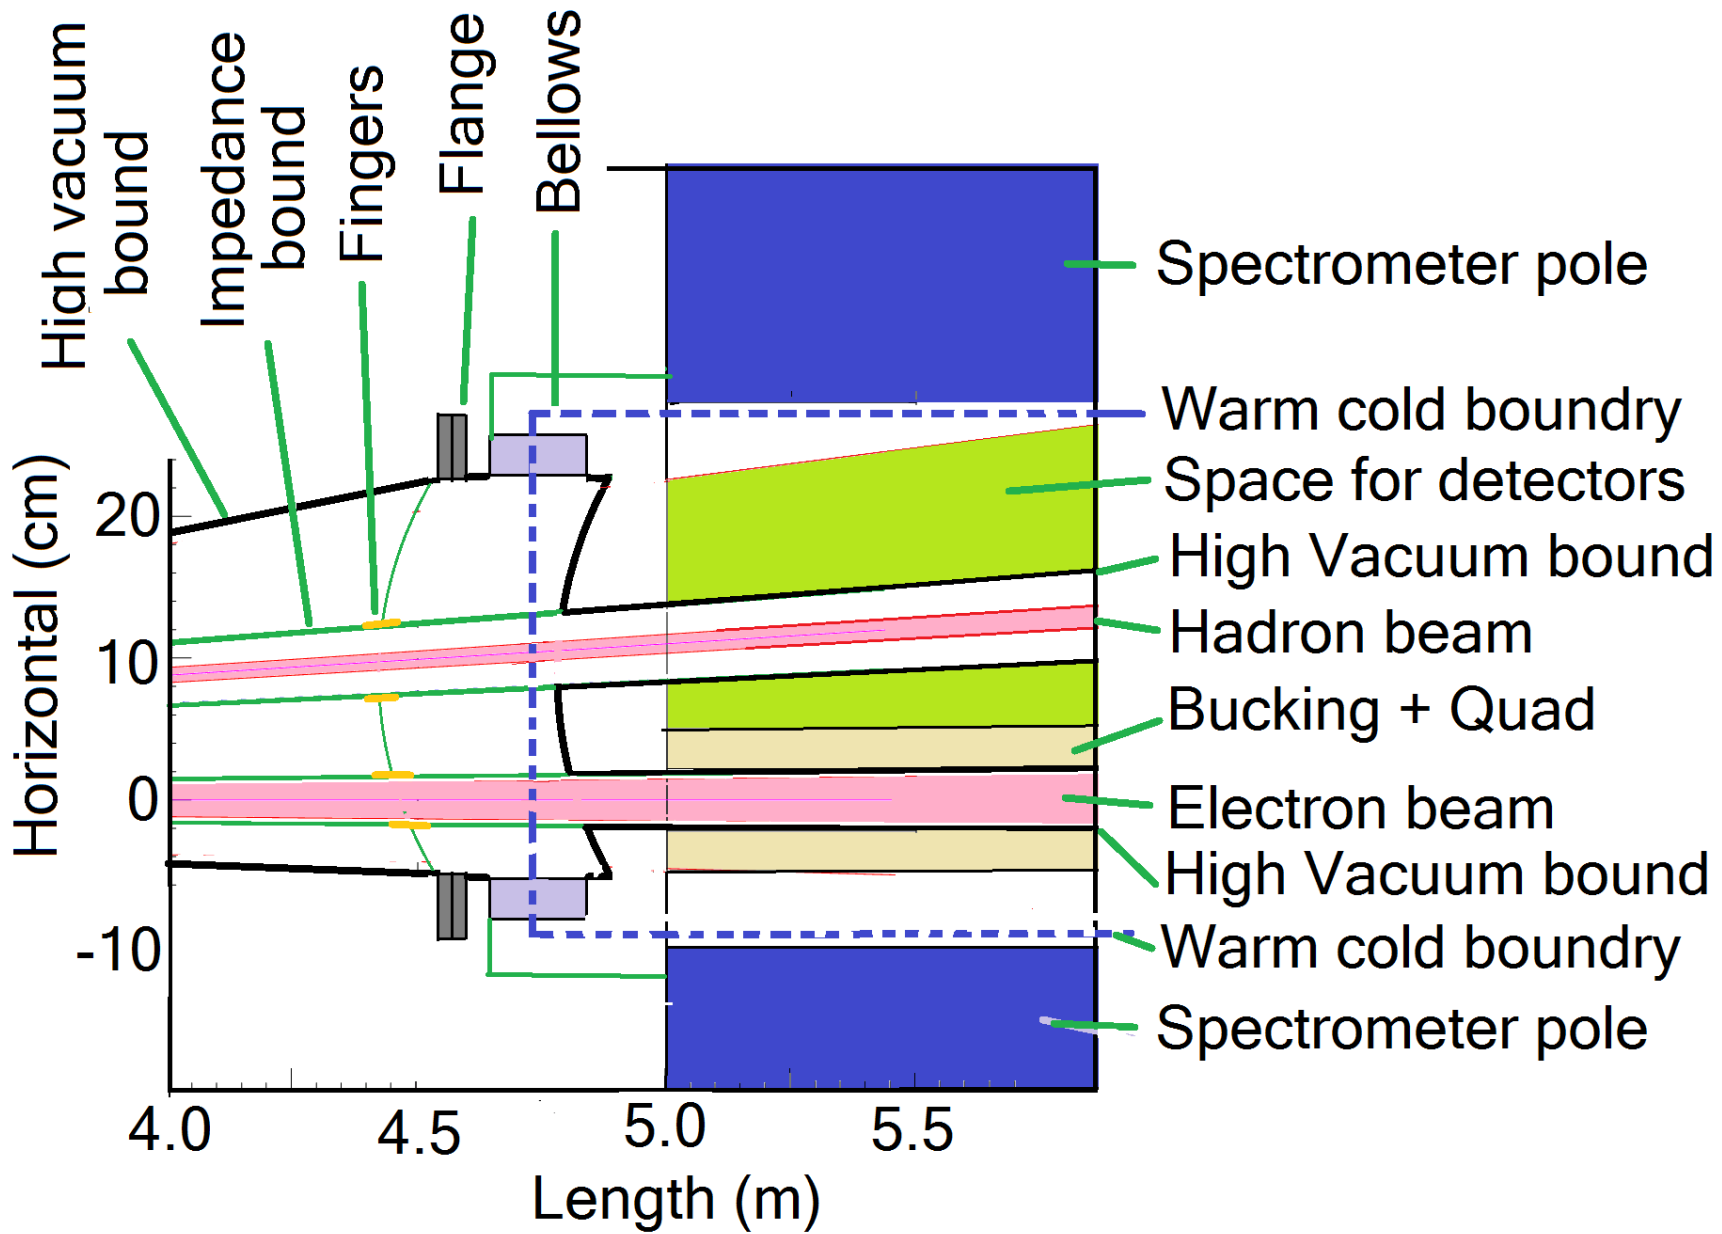 High vacuum
bound
Impedance
bound
Fingers
Flange
Bellows
Spectrometer pole
Warm cold boundry
Space for detectors
High Vacuum bound
Hadron beam
Bucking + Quad
Electron beam
High Vacuum bound
Warm cold boundry
Spectrometer pole
Horizontal (cm)
20
10
0
-10
4.0
4.5
5.0
5.5
Length (m)